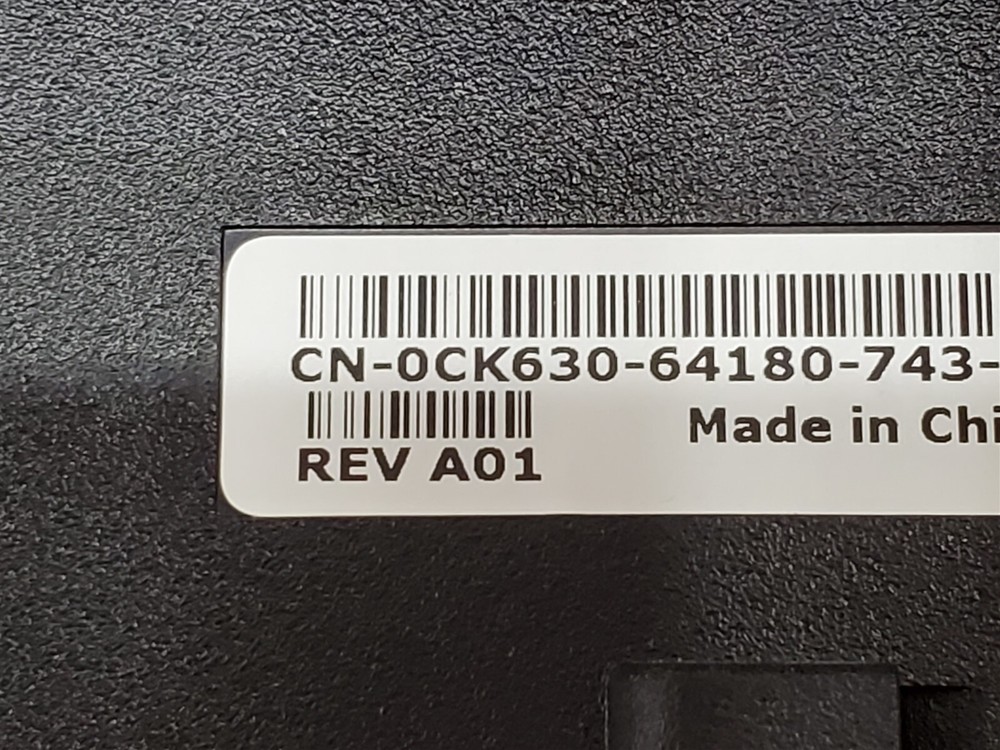 CN-0CK630-64180-743-
REV A01
Made in Chi